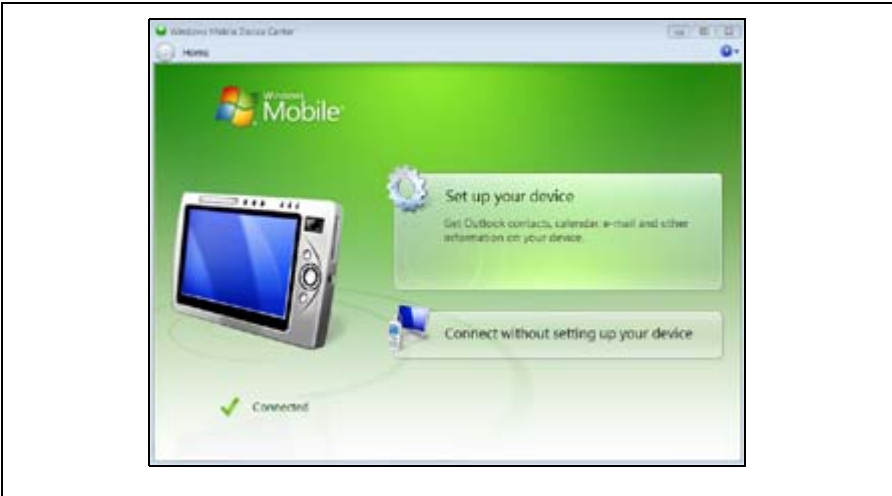 Windows Mobile Device Center
Home
Windows
Mobile
Set up your device
Get Outlook contacts, calendar, e-mail and other
information on your device.
Connect without setting up your device
Connected